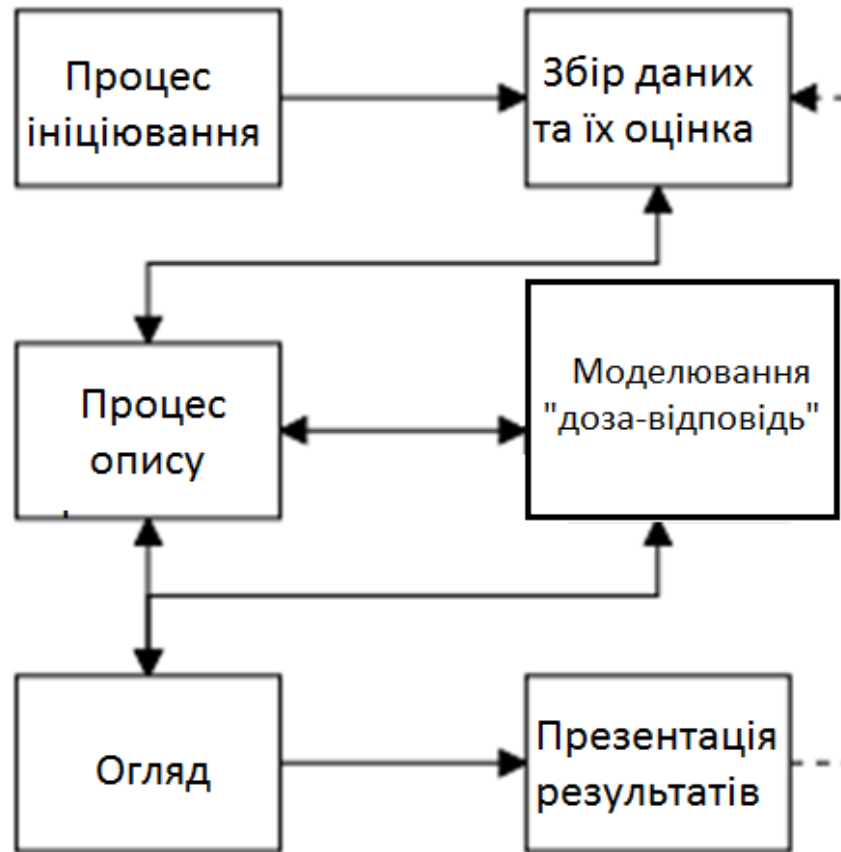 Процес
ініціювання
Збір даних
та їх оцінка
Процес
опису
Моделювання
"доза-відповідь"
Огляд
Презентація
результатів